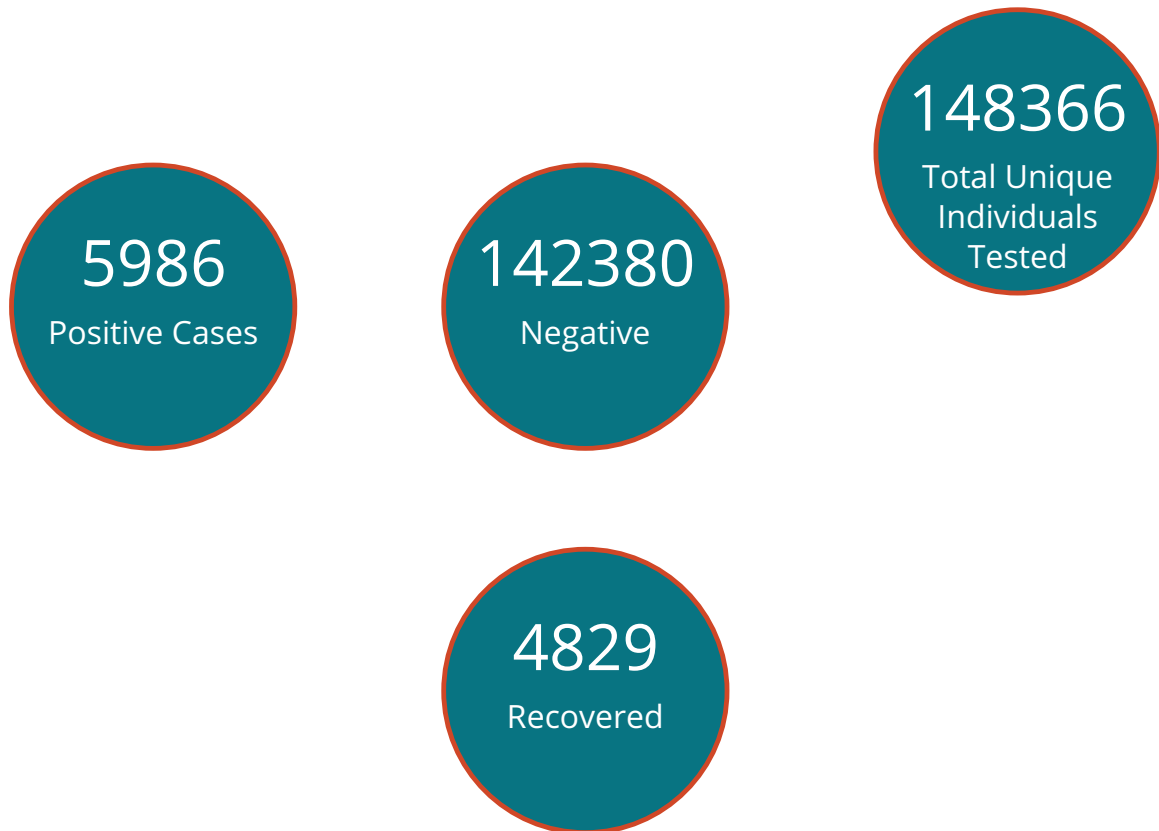 148366
Total Unique
Individuals
Tested
5986
Positive Cases
142380
Negative
4829
Recovered